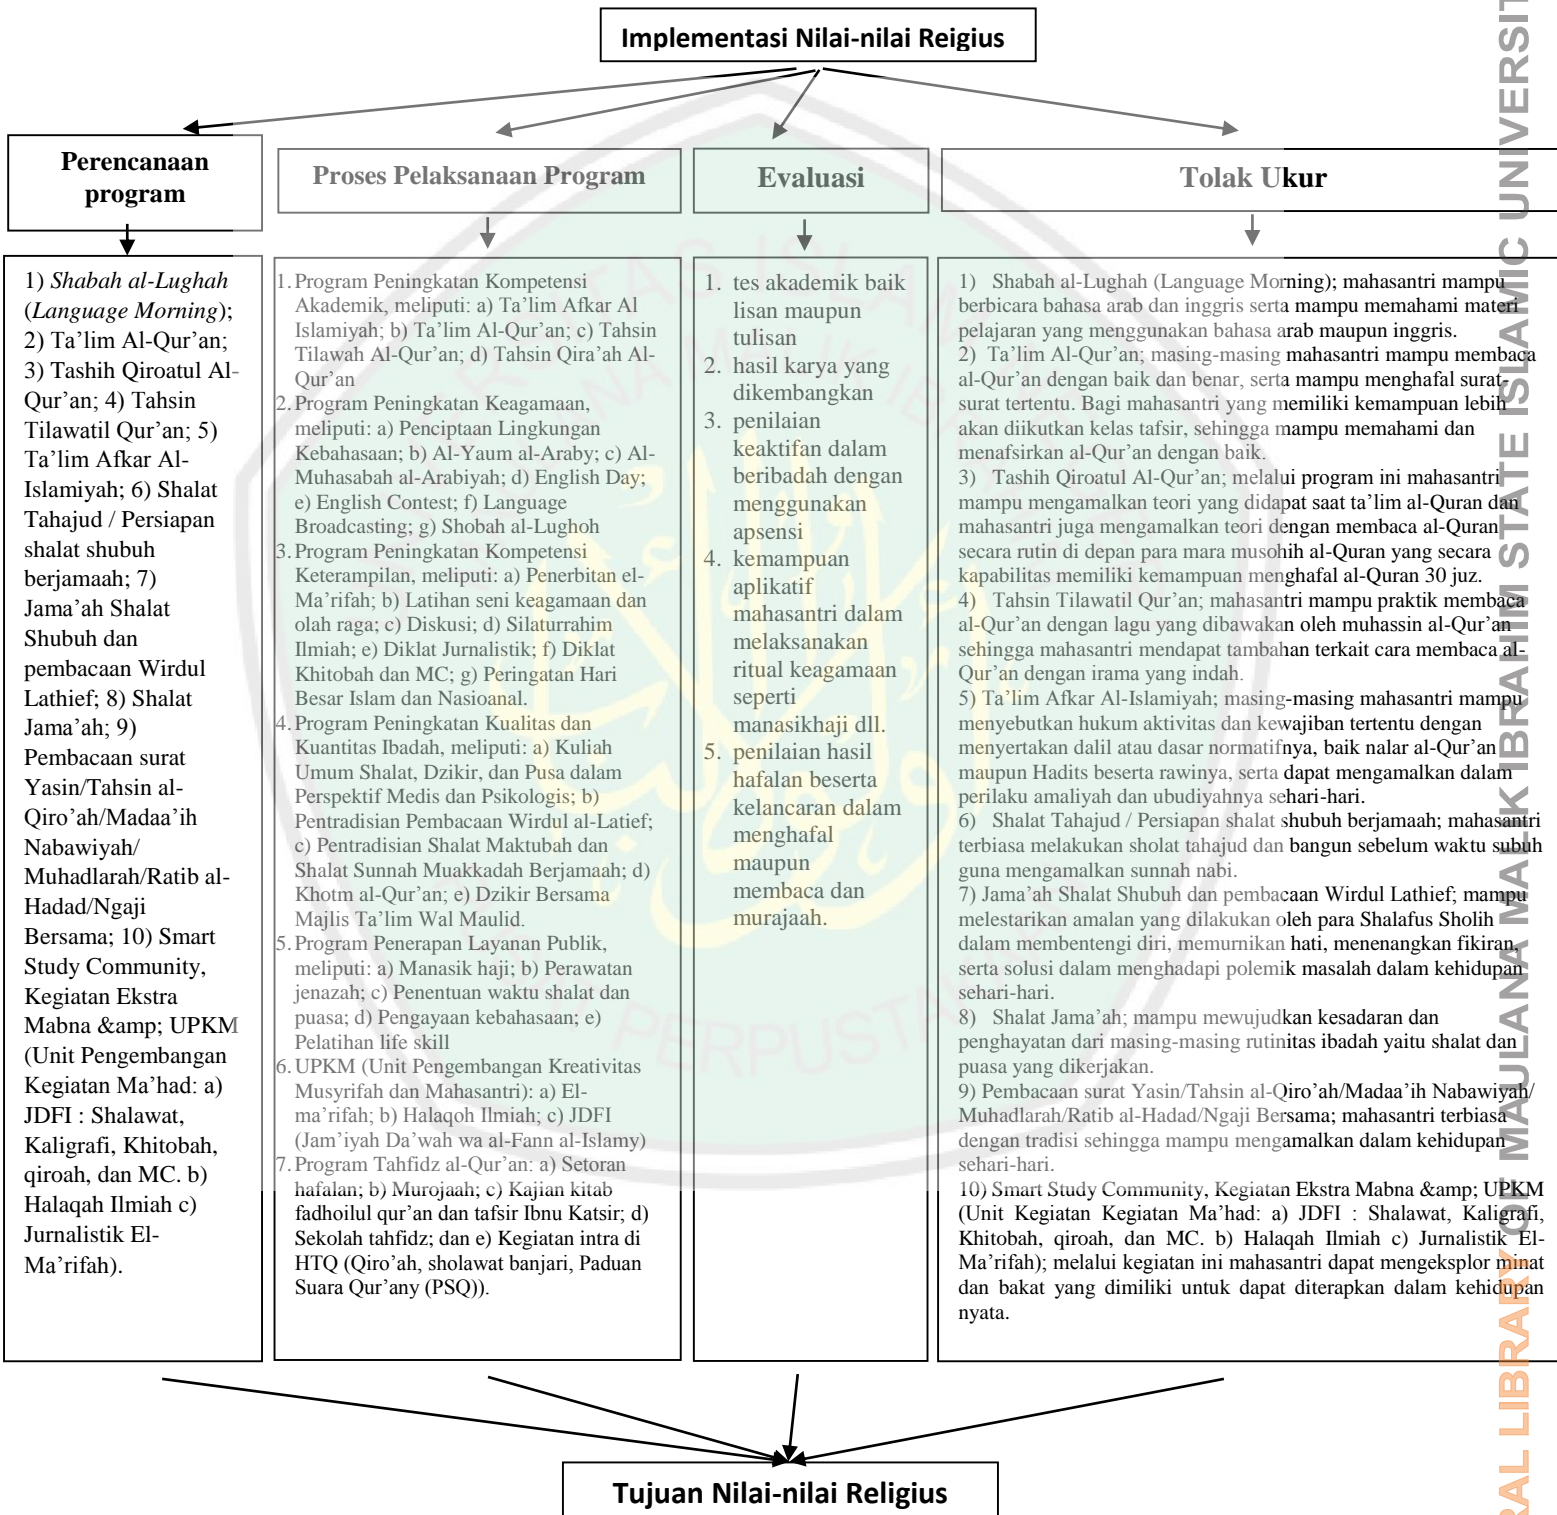 Implementasi Nilai-nilai Reigius
Perencanaan
program
Proses Pelaksanaan Program
Evaluasi
Tolak Ukur
1) Shabah al-Lughah
(Language Morning);
2) Ta’lim Al-Qur’an;
3) Tashih Qiroatul Al-
Qur’an; 4) Tahsin
Tilawatil Qur’an; 5)
Ta’lim Afkar Al-
Islamiyah; 6) Shalat
Tahajud / Persiapan
shalat shubuh
berjamaah; 7)
Jama’ah Shalat
Shubuh dan
pembacaan Wirdul
Lathief; 8) Shalat
Jama’ah; 9)
Pembacaan surat
Yasin/Tahsin al-
Qiro’ah/Madaa’ih
Nabawiyah/
Muhadlarah/Ratib al-
Hadad/Ngaji
Bersama; 10) Smart
Study Community,
Kegiatan Ekstra
Mabna &amp; UPKM
(Unit Pengembangan
Kegiatan Ma’had: a)
JDFI : Shalawat,
Kaligrafi, Khitobah,
qiroah, dan MC. b)
Halaqah Ilmiah c)
Jurnalistik El-
Ma’rifah).
1. Program Peningkatan Kompetensi
Akademik, meliputi: a) Ta’lim Afkar Al
Islamiyah; b) Ta’lim Al-Qur’an; c) Tahsin
Tilawah Al-Qur’an; d) Tahsin Qira’ah Al-
Qur’an
2. Program Peningkatan Keagamaan,
meliputi: a) Penciptaan Lingkungan
Kebahasaan; b) Al-Yaum al-Araby; c) Al-
Muhasabah al-Arabiyah; d) English Day;
e) English Contest; f) Language
Broadcasting; g) Shobah al-Lughoh
3. Program Peningkatan Kompetensi
Keterampilan, meliputi: a) Penerbitan el-
Ma’rifah; b) Latihan seni keagamaan dan
olah raga; c) Diskusi; d) Silaturrahim
Ilmiah; e) Diklat Jurnalistik; f) Diklat
Khitobah dan MC; g) Peringatan Hari
Besar Islam dan Nasioanal.
4. Program Peningkatan Kualitas dan
Kuantitas Ibadah, meliputi: a) Kuliah
Umum Shalat, Dzikir, dan Pusa dalam
Perspektif Medis dan Psikologis; b)
Pentradisian Pembacaan Wirdul al-Latief;
c) Pentradisian Shalat Maktubah dan
Shalat Sunnah Muakkadah Berjamaah; d)
Khotm al-Qur’an; e) Dzikir Bersama
Majlis Ta’lim Wal Maulid.
5. Program Penerapan Layanan Publik,
meliputi: a) Manasik haji; b) Perawatan
jenazah; c) Penentuan waktu shalat dan
puasa; d) Pengayaan kebahasaan; e)
Pelatihan life skill
6. UPKM (Unit Pengembangan Kreativitas
Musyrifah dan Mahasantri): a) El-
ma’rifah; b) Halaqoh Ilmiah; c) JDFI
(Jam’iyah Da’wah wa al-Fann al-Islamy)
7. Program Tahfidz al-Qur’an: a) Setoran
hafalan; b) Murojaah; c) Kajian kitab
fadhoilul qur’an dan tafsir Ibnu Katsir; d)
Sekolah tahfidz; dan e) Kegiatan intra di
HTQ (Qiro’ah, sholawat banjari, Paduan
Suara Qur’any (PSQ)).
1. tes akademik baik
lisan maupun
tulisan
2. hasil karya yang
dikembangkan
3. penilaian
keaktifan dalam
beribadah dengan
menggunakan
apsensi
4. kemampuan
aplikatif
mahasantri dalam
melaksanakan
ritual keagamaan
seperti
manasikhaji dll.
5. penilaian hasil
hafalan beserta
kelancaran dalam
menghafal
maupun
membaca dan
murajaah.
1) Shabah al-Lughah (Language Morning); mahasantri mampu
berbicara bahasa arab dan inggris serta mampu memahami materi
pelajaran yang menggunakan bahasa arab maupun inggris.
2) Ta’lim Al-Qur’an; masing-masing mahasantri mampu membaca
al-Qur’an dengan baik dan benar, serta mampu menghafal surat-
surat tertentu. Bagi mahasantri yang memiliki kemampuan lebih
akan diikutkan kelas tafsir, sehingga mampu memahami dan
menafsirkan al-Qur’an dengan baik.
3) Tashih Qiroatul Al-Qur’an; melalui program ini mahasantri
mampu mengamalkan teori yang didapat saat ta’lim al-Quran dan
mahasantri juga mengamalkan teori dengan membaca al-Quran
secara rutin di depan para mara musohih al-Quran yang secara
kapabilitas memiliki kemampuan menghafal al-Quran 30 juz.
4) Tahsin Tilawatil Qur’an; mahasantri mampu praktik membaca
al-Qur’an dengan lagu yang dibawakan oleh muhassin al-Qur’an
sehingga mahasantri mendapat tambahan terkait cara membaca al-
Qur’an dengan irama yang indah.
5) Ta’lim Afkar Al-Islamiyah; masing-masing mahasantri mampu
menyebutkan hukum aktivitas dan kewajiban tertentu dengan
menyertakan dalil atau dasar normatifnya, baik nalar al-Qur’an
maupun Hadits beserta rawinya, serta dapat mengamalkan dalam
perilaku amaliyah dan ubudiyahnya sehari-hari.
6) Shalat Tahajud / Persiapan shalat shubuh berjamaah; mahasantri
terbiasa melakukan sholat tahajud dan bangun sebelum waktu subuh
guna mengamalkan sunnah nabi.
7) Jama’ah Shalat Shubuh dan pembacaan Wirdul Lathief; mampu
melestarikan amalan yang dilakukan oleh para Shalafus Sholih
dalam membentengi diri, memurnikan hati, menenangkan fikiran,
serta solusi dalam menghadapi polemik masalah dalam kehidupan
sehari-hari.
8) Shalat Jama’ah; mampu mewujudkan kesadaran dan
penghayatan dari masing-masing rutinitas ibadah yaitu shalat dan
puasa yang dikerjakan.
9) Pembacaan surat Yasin/Tahsin al-Qiro’ah/Madaa’ih Nabawiyah/
Muhadlarah/Ratib al-Hadad/Ngaji Bersama; mahasantri terbiasa
dengan tradisi sehingga mampu mengamalkan dalam kehidupan
sehari-hari.
10) Smart Study Community, Kegiatan Ekstra Mabna &amp; UPKM
(Unit Kegiatan Kegiatan Ma’had: a) JDFI : Shalawat, Kaligrafi,
Khitobah, qiroah, dan MC. b) Halaqah Ilmiah c) Jurnalistik El-
Ma’rifah); melalui kegiatan ini mahasantri dapat mengeksplor minat
dan bakat yang dimiliki untuk dapat diterapkan dalam kehidupan
nyata.
Tujuan Nilai-nilai Religius
LIBRARY OF MAULANA MALIK IBRAHIM STATE ISLAMIC